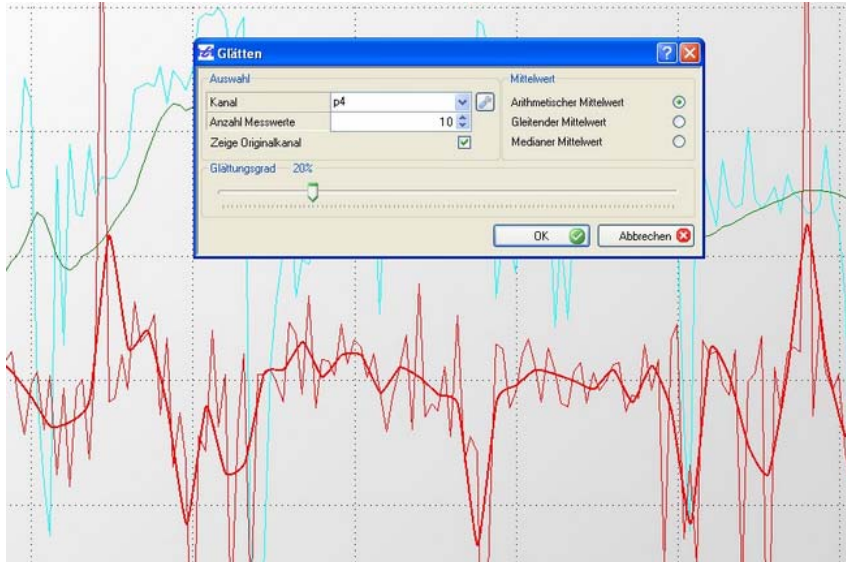 Glätten
Auswahl
Kanal p4
Anzahl Messwerte 10
Zeige Originalkanal
Mittelwert
Arithmetischer Mittelwert
Gleitender Mittelwert
Medianer Mittelwert
Glättungsgrad 20%
OK
Abbrechen